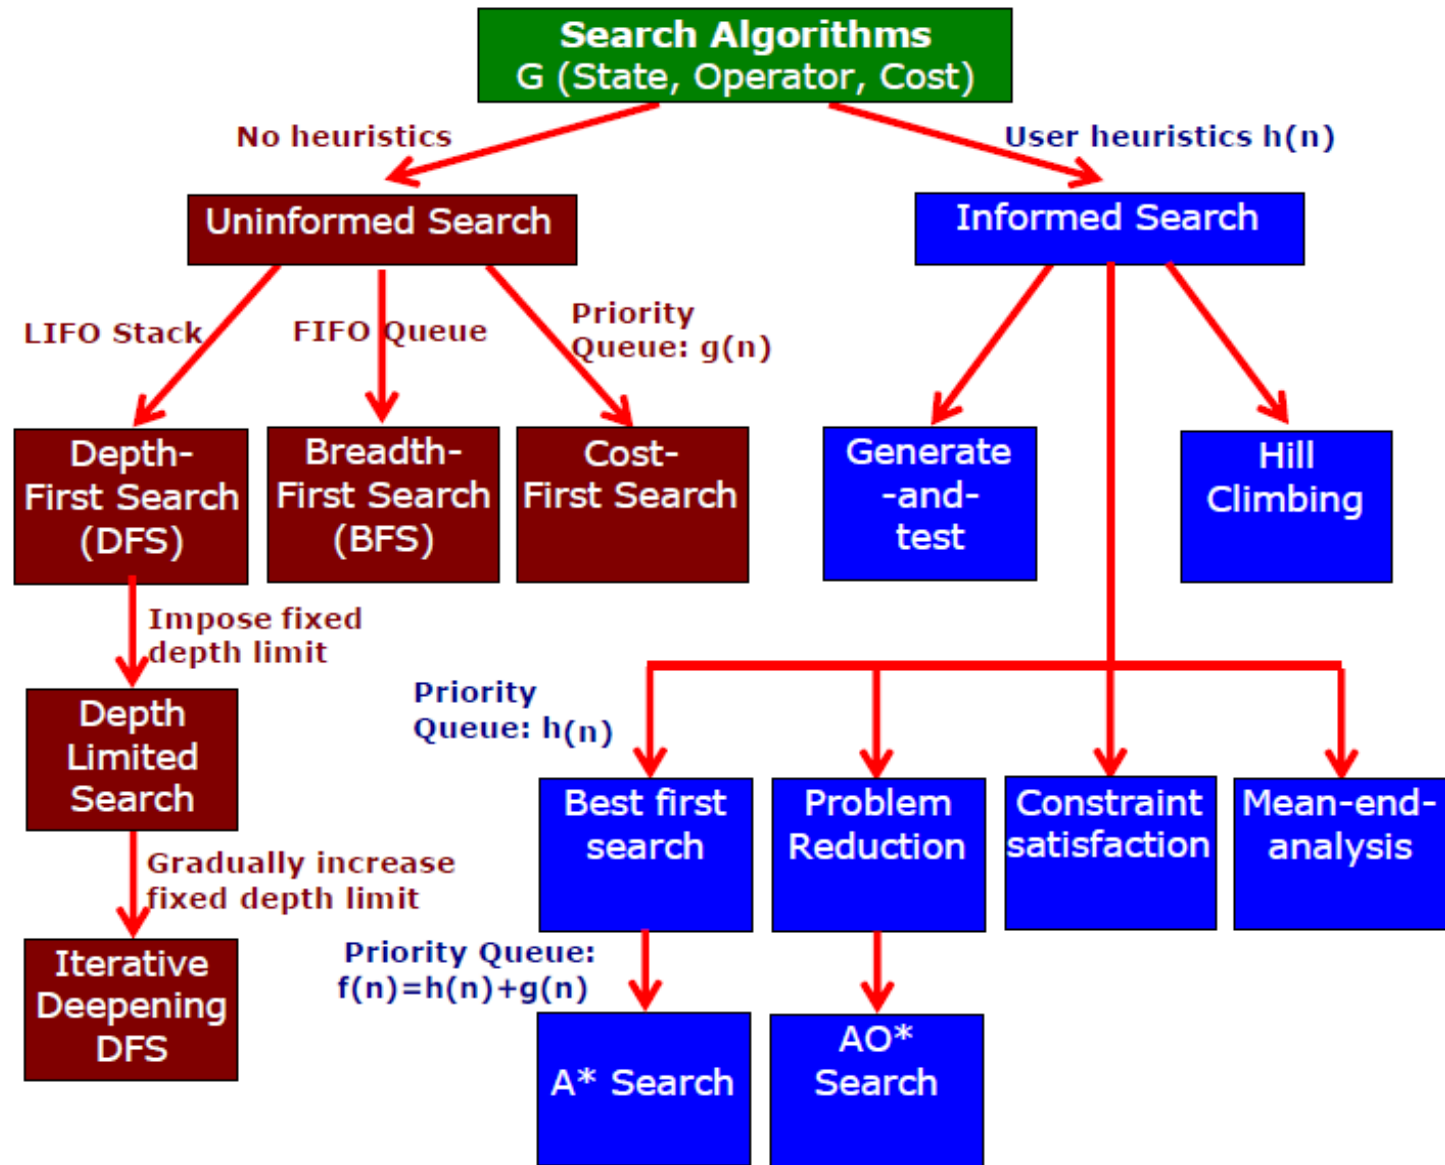 Search Algorithms
G (State, Operator, Cost)
No heuristics
User heuristics h(n)
Uninformed Search
Informed Search
LIFO Stack
FIFO Queue
Priority
Queue: g(n)
Depth-
First Search
(DFS)
Breadth-
First Search
(BFS)
Cost-
First Search
Generate
-and-
test
Hill
Climbing
Impose fixed
depth limit
Priority
Queue: h(n)
Depth
Limited
Search
Best first
search
Problem
Reduction
Constraint
satisfaction
Mean-end-
analysis
Gradually increase
fixed depth limit
Priority Queue:
f(n)=h(n)+g(n)
Iterative
Deepening
DFS
A* Search
AO*
Search